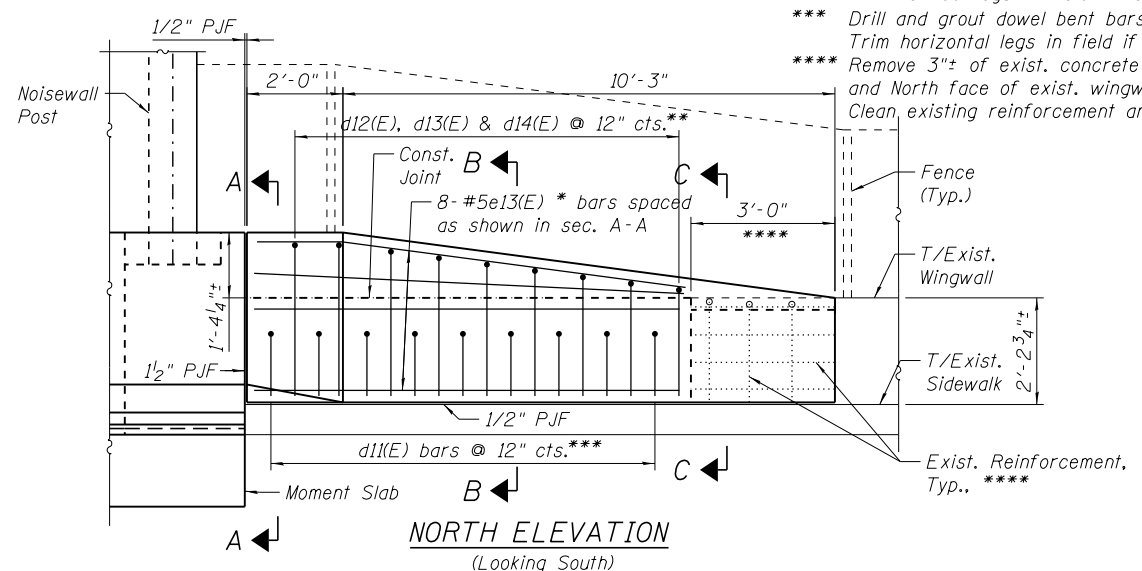 *** Drill and grout dowel bent bars
Trim horizontal legs in field if
**** Remove 3"± of exist. concrete
and North face of exist. wingw
Clean existing reinforcement ar
1/2" PJF
2'-0"
10'-3"
Noisewall
Post
d12(E), d13(E) & d14(E) @ 12" cts.**
Const.
Joint
A
B
C
8-#5e13(E) * bars spaced
as shown in sec. A-A
Fence
(Typ.)
3'-0"
****
T/Exist.
Wingwall
1'-4 1/4"±
2'-2 3/4"±
1 1/2" PJF
T/Exist.
Sidewalk
1/2" PJF
d11(E) bars @ 12" cts.***
C
Exist. Reinforcement,
Typ., ****
Moment Slab
B
A
NORTH ELEVATION
(Looking South)